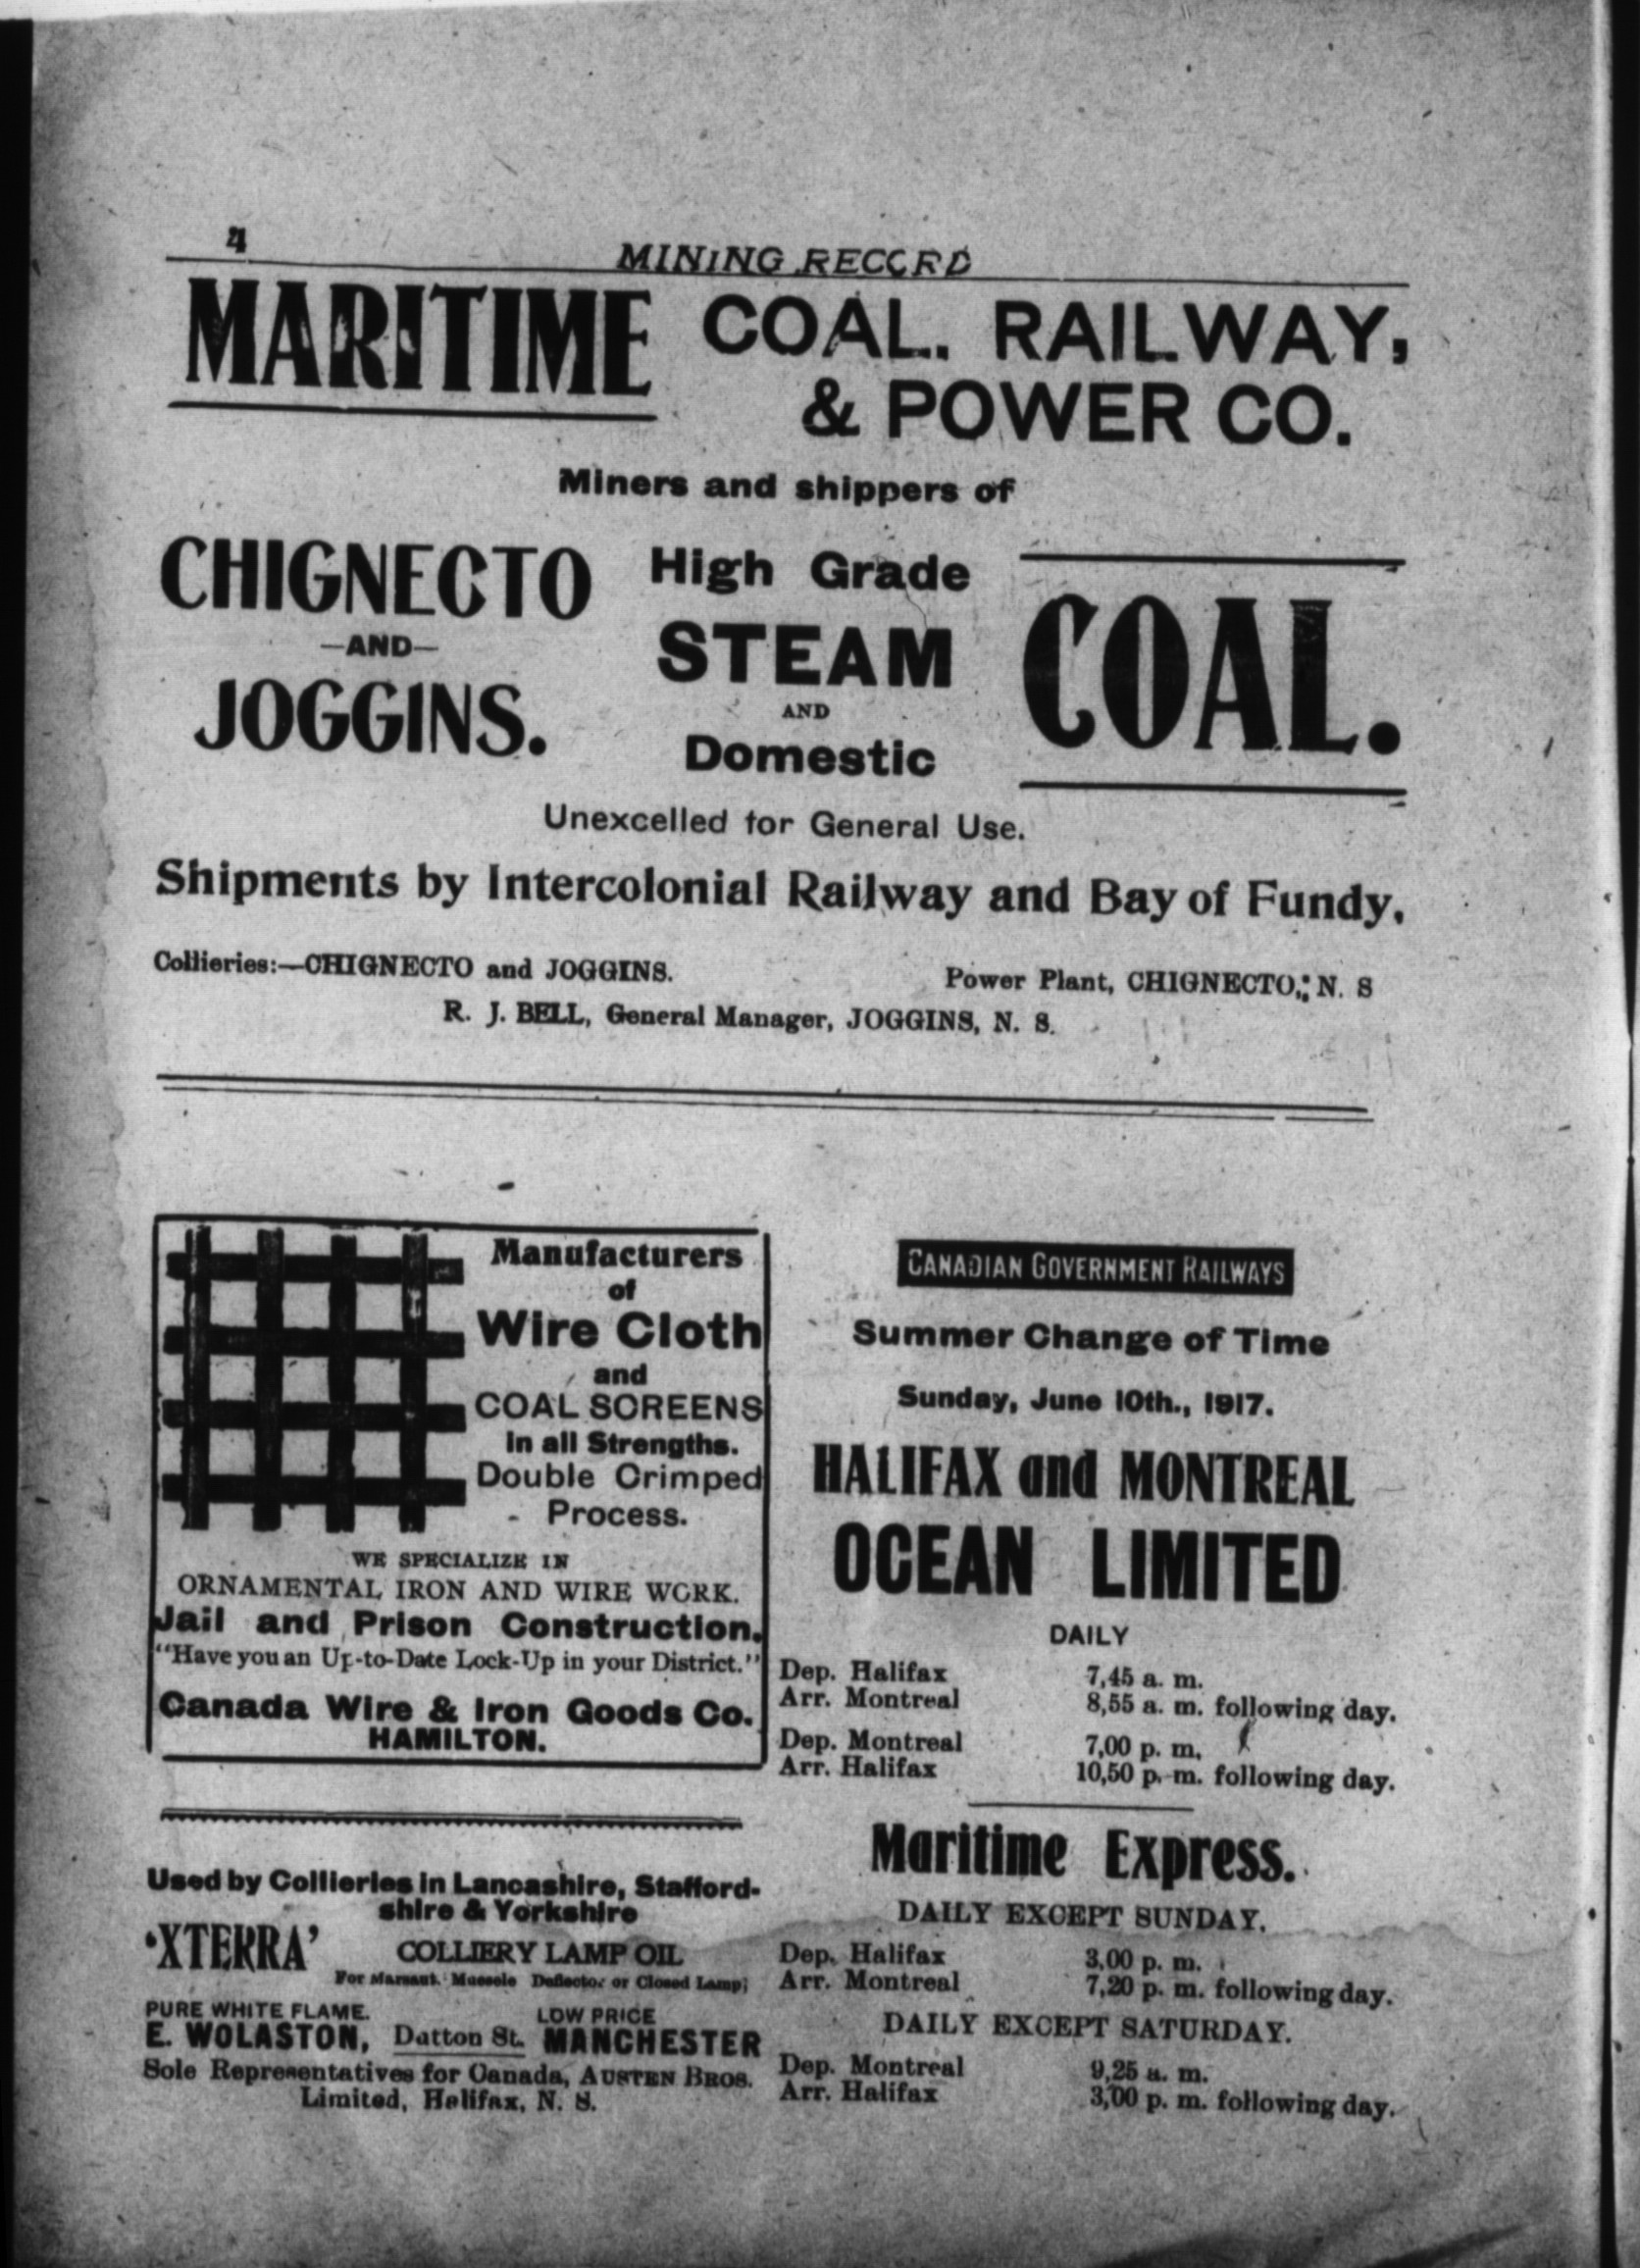 4
MINING RECORD
MARITIME COAL, RAILWAY,
& POWER CO.
Miners and shippers of
CHIGNECTO
—AND—
JOGGINS.
High Grade
STEAM
AND
Domestic
COAL.
Unexcelled for General Use.
Shipments by Intercolonial Railway and Bay of Fundy,
Collieries:—CHIGNECTO and JOGGINS.
Power Plant, CHIGNECTO, N. S
R. J. BELL, General Manager, JOGGINS, N. S.
Manufacturers
of
Wire Cloth
and
COAL SCREENS
in all Strengths.
Double Crimped
Process.
WE SPECIALIZE IN
ORNAMENTAL IRON AND WIRE WORK.
Jail and Prison Construction.
"Have you an Up-to-Date Lock-Up in your District."
Canada Wire & Iron Goods Co.
HAMILTON.
Used by Collieries in Lancashire, Stafford-
shire & Yorkshire
'XTERRA' COLLIERY LAMP OIL
For Marsaut. Muesele Deflector or Closed Lamp;
PURE WHITE FLAME. LOW PRICE
E. WOLASTON, Dutton St. MANCHESTER
Sole Representatives for Canada, AUSTEN BROS.
Limited, Halifax, N. S.
CANADIAN GOVERNMENT RAILWAYS
Summer Change of Time
Sunday, June 10th., 1917.
HALIFAX and MONTREAL
OCEAN LIMITED
DAILY
Dep. Halifax 7,45 a. m.
Arr. Montreal 8,55 a. m. following day.
Dep. Montreal 7,00 p. m.
Arr. Halifax 10,50 p. m. following day.
Maritime Express.
DAILY EXCEPT SUNDAY.
Dep. Halifax 3,00 p. m.
Arr. Montreal 7,20 p. m. following day.
DAILY EXCEPT SATURDAY.
Dep. Montreal 9,25 a. m.
Arr. Halifax 3,00 p. m. following day.